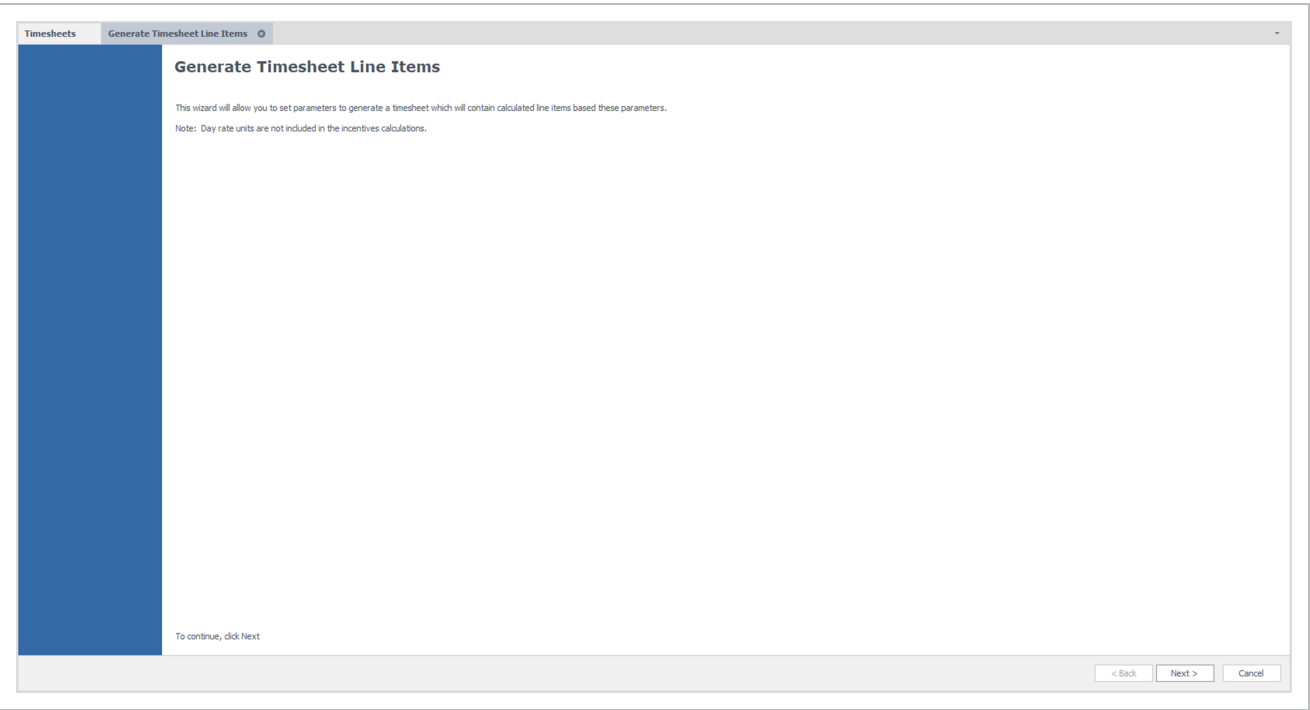 Timesheets Generate Timesheet Line Items
Generate Timesheet Line Items
This wizard will allow you to set parameters to generate a timesheet which will contain calculated line items based these parameters.
Note: Day rate units are not included in the incentives calculations.
To continue, click Next
< Back Next > Cancel